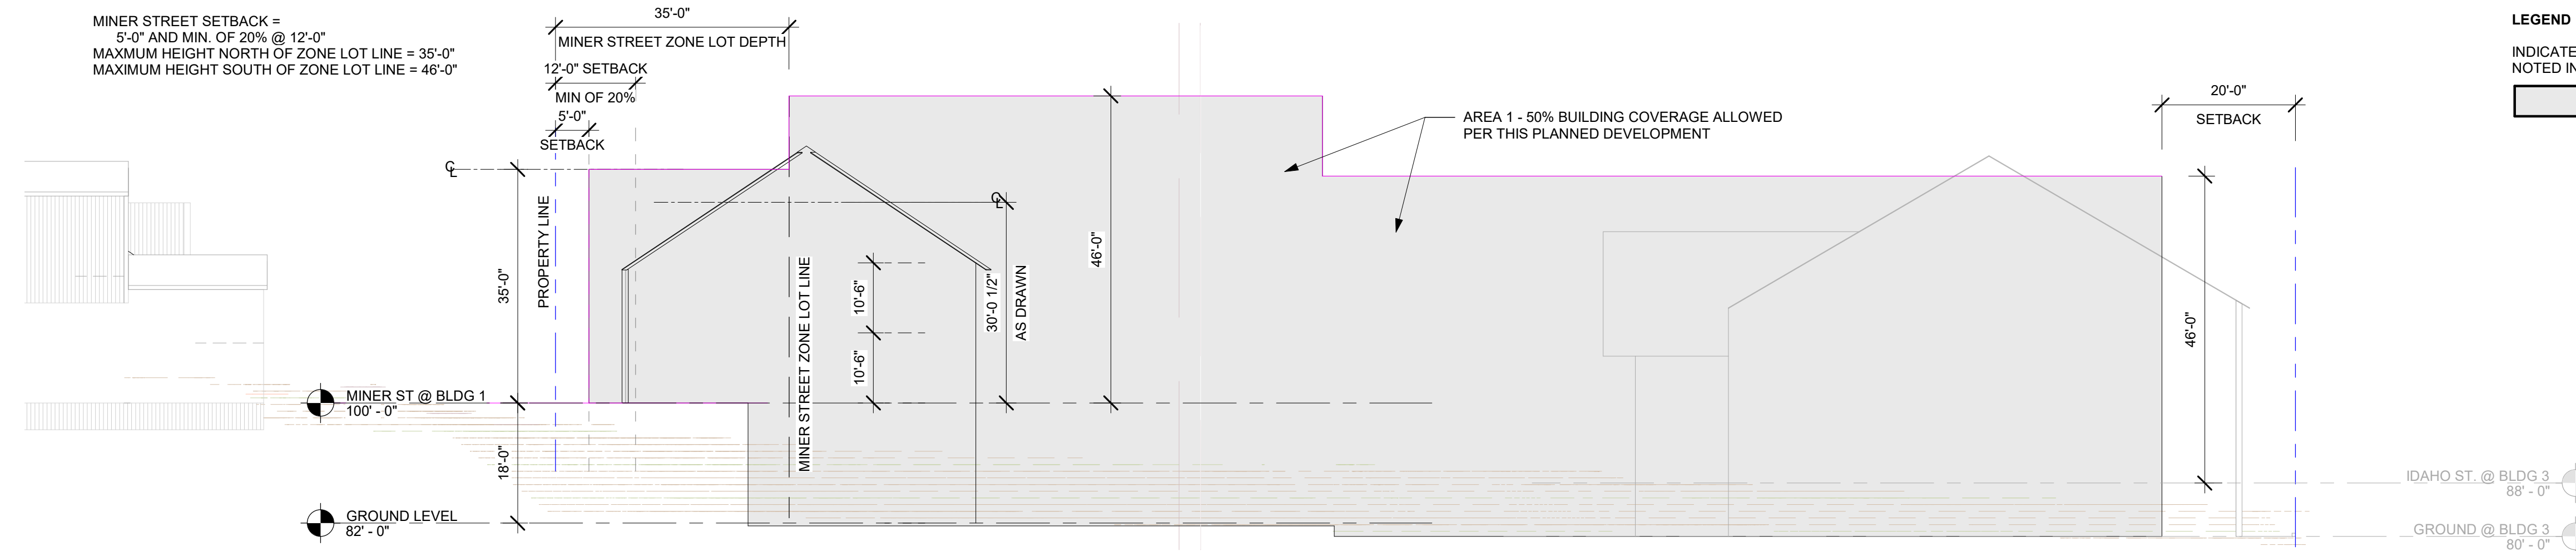 MINER STREET SETBACK =
5'-0" AND MIN. OF 20% @ 12'-0"
MAXMUM HEIGHT NORTH OF ZONE LOT LINE = 35'-0"
MAXIMUM HEIGHT SOUTH OF ZONE LOT LINE = 46'-0"
35'-0"
MINER STREET ZONE LOT DEPTH
12'-0" SETBACK
MIN OF 20%
5'-0"
SETBACK
AREA 1 - 50% BUILDING COVERAGE ALLOWED
PER THIS PLANNED DEVELOPMENT
20'-0"
SETBACK
LEGEND
INDICATE
NOTED IN
CL
35'-0"
PROPERTY LINE
MINER STREET ZONE LOT LINE
10'-6"
10'-6"
CL
30'-0 1/2"
AS DRAWN
46'-0"
46'-0"
MINER ST @ BLDG 1
100' - 0"
18'-0"
GROUND LEVEL
82' - 0"
IDAHO ST. @ BLDG 3
88' - 0"
GROUND @ BLDG 3
80' - 0"